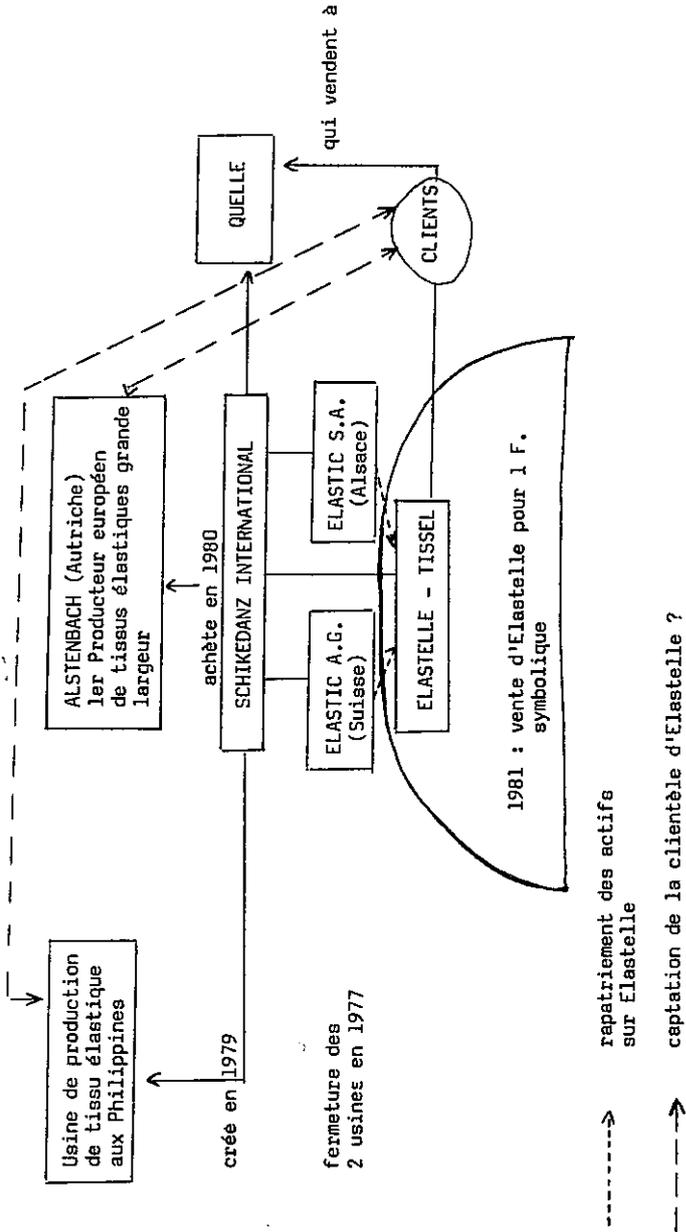 Usine de production
de tissu élastique
aux Philippines
ALSTENBACH (Autriche)
1er Producteur européen
de tissus élastiques grande
largeur
crée en 1979
achète en 1980
SCHIKEDANZ INTERNATIONAL
QUELLE
fermeture des
2 usines en 1977
ELASTIC A.G.
(Suisse)
ELASTIC S.A.
(Alsace)
qui vendent à
ELASTELLE - TISSEL
CLIENTS
1981 : vente d'Elastelle pour 1 F.
symbolique
rapatriement des actifs
sur Elastelle
captation de la clientèle d'Elastelle ?